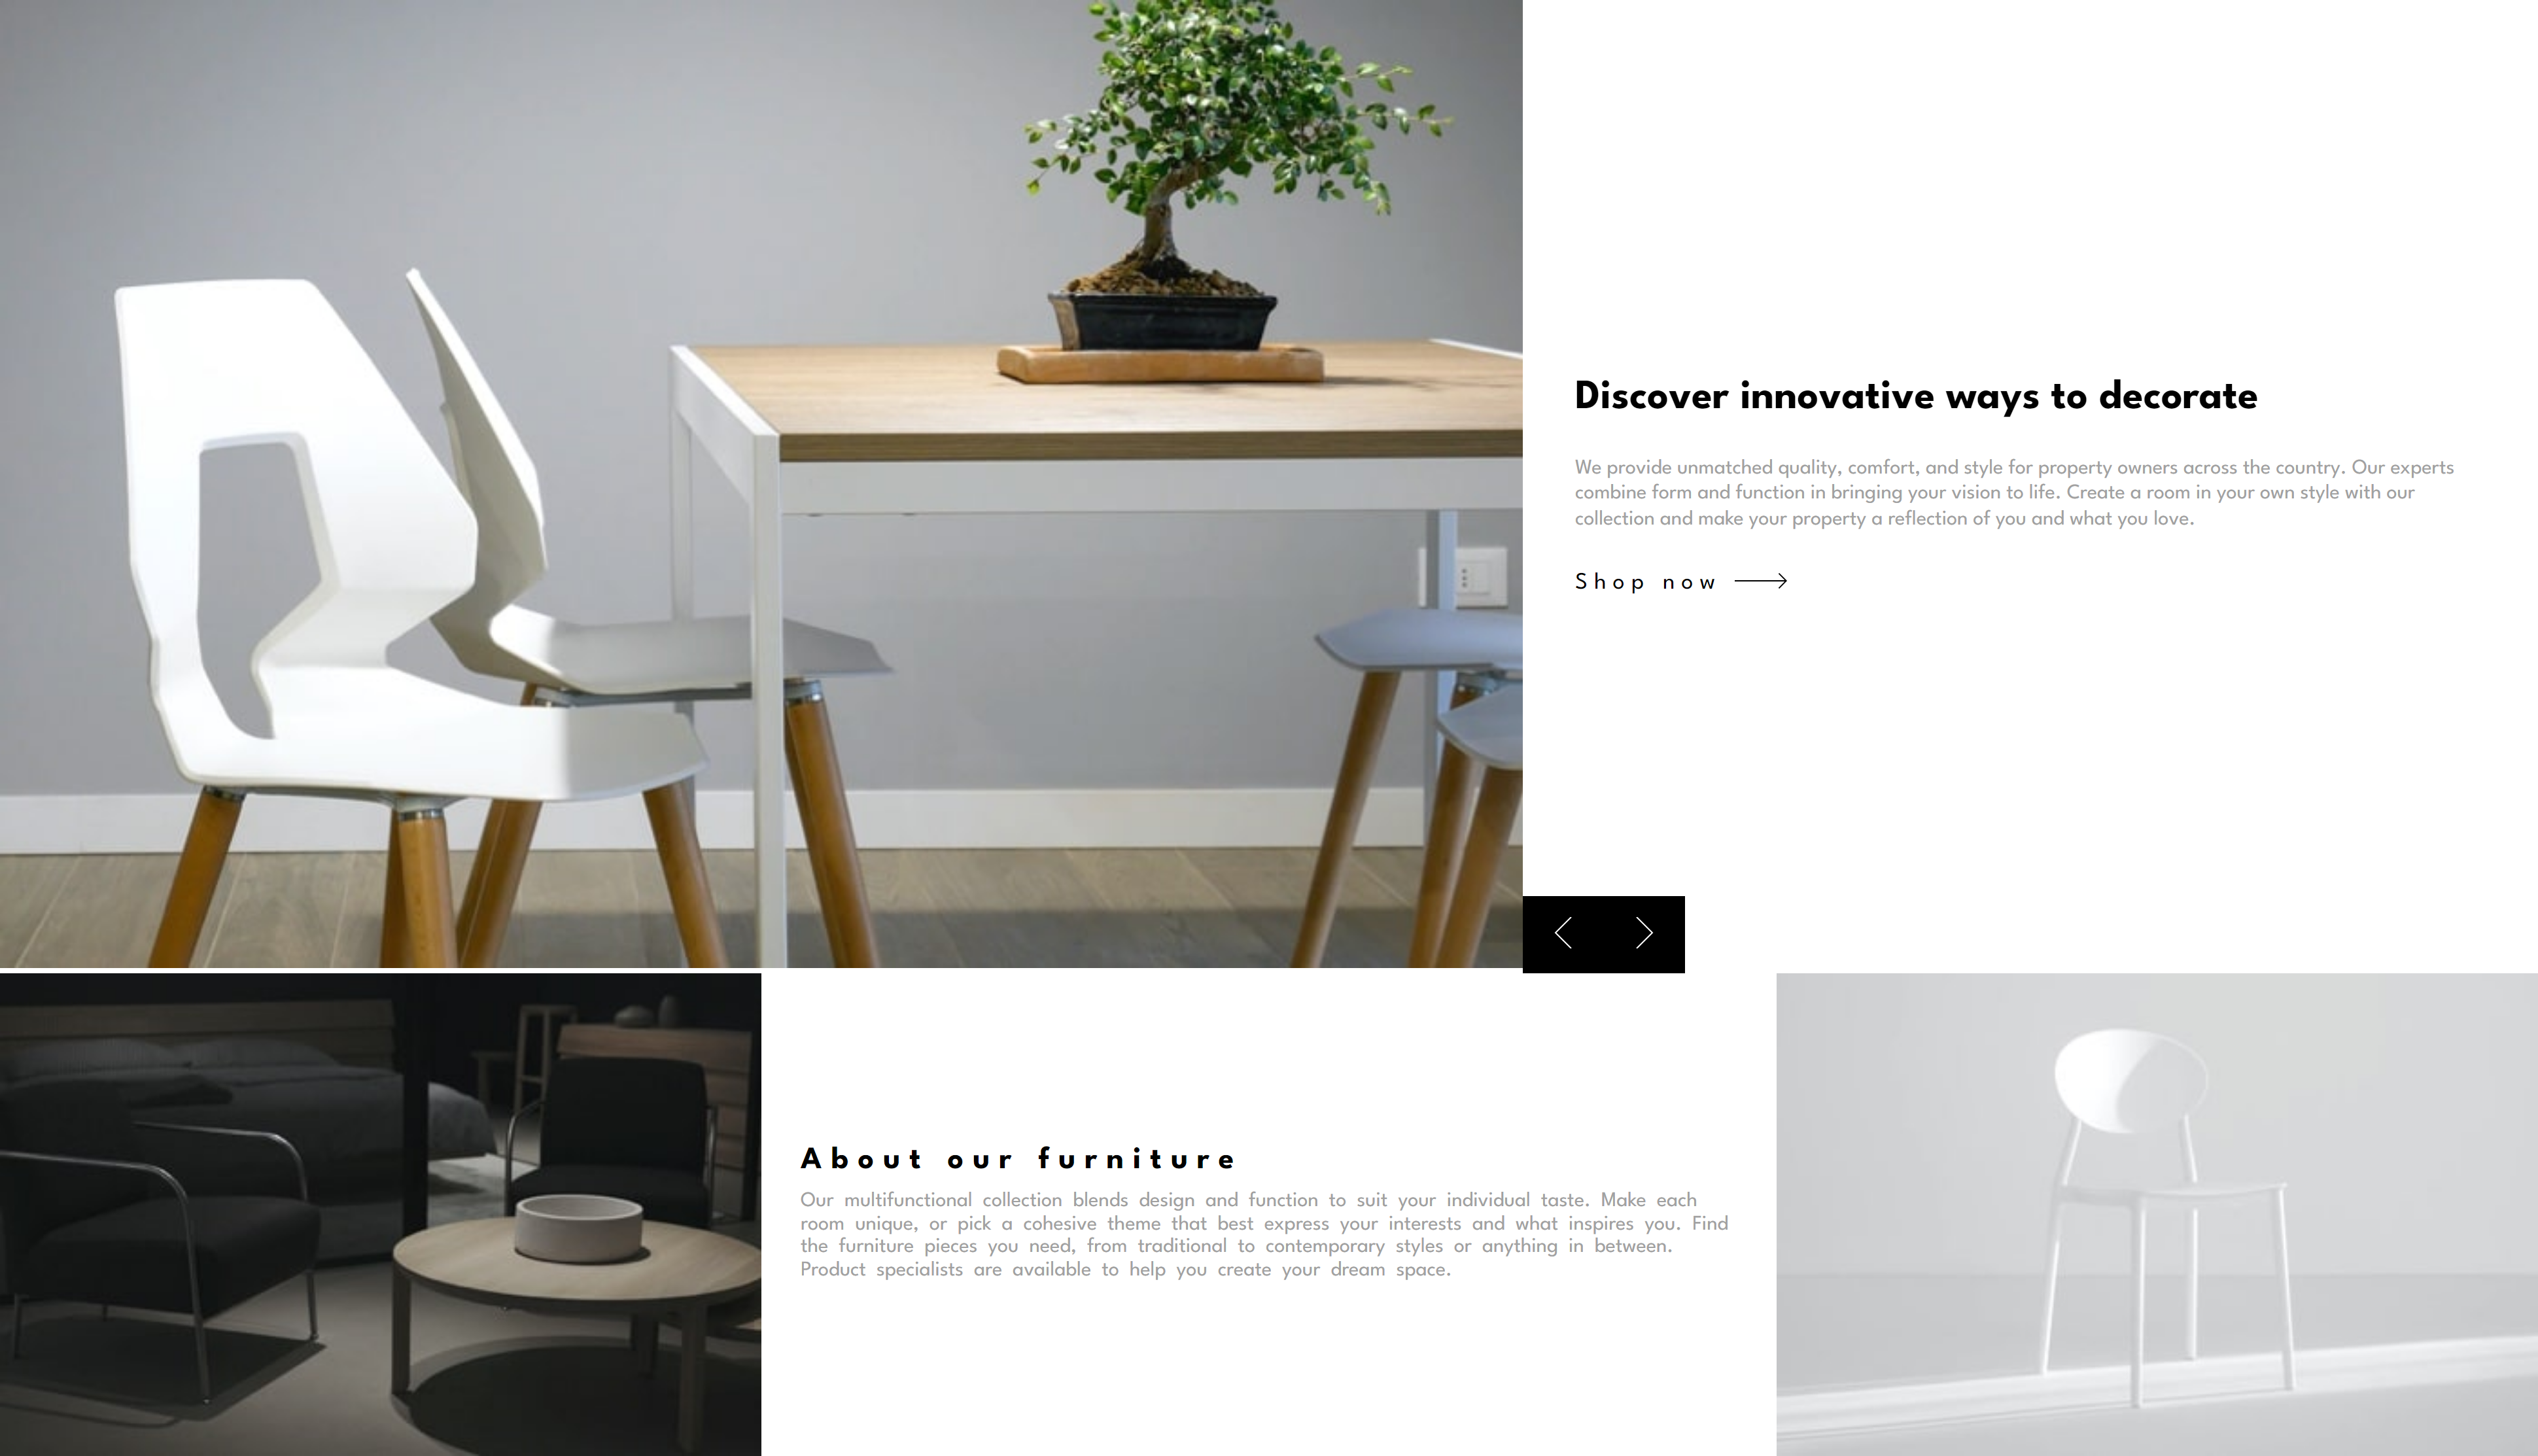 Discover innovative ways to decorate
We provide unmatched quality, comfort, and style for property owners across the country. Our experts
combine form and function in bringing your vision to life. Create a room in your own style with our
collection and make your property a reflection of you and what you love.
Shop now
About our furniture
Our multifunctional collection blends design and function to suit your individual taste. Make each
room unique, or pick a cohesive theme that best express your interests and what inspires you. Find
the furniture pieces you need, from traditional to contemporary styles or anything in between.
Product specialists are available to help you create your dream space.